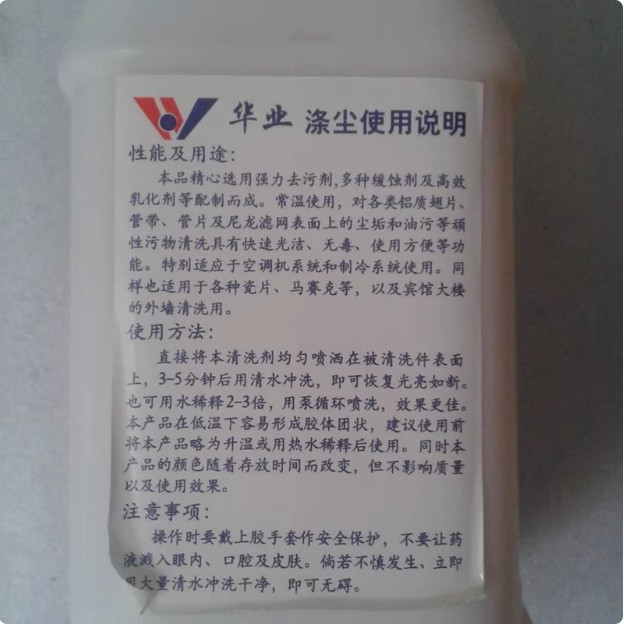 华业 涤尘使用说明
性能及用途：
本品精心选用强力去污剂,多种缓蚀剂及高效
乳化剂等配制而成。常温使用，对各类铝质翅片、
管带、管片及尼龙滤网表面上的尘垢和油污等顽
性污物清洗具有快速光洁、无毒、使用方便等功
能。特别适应于空调机系统和制冷系统使用。同
样也适用于各种瓷片、马赛克等，以及宾馆大楼
的外墙清洗用。
使用方法：
直接将本清洗剂均匀喷洒在被清洗件表面
上，3-5分钟后用清水冲洗，即可恢复光亮如新。
也可用水稀释2-3倍，用泵循环喷洗，效果更佳。
本产品在低温下容易形成胶体团状，建议使用前
将本产品略为升温或用热水稀释后使用。同时本
产品的颜色随着存放时间而改变，但不影响质量
以及使用效果。
注意事项：
操作时要戴上胶手套作安全保护，不要让药
液溅入眼内、口腔及皮肤。倘若不慎发生、立即
用大量清水冲洗干净，即可无碍。